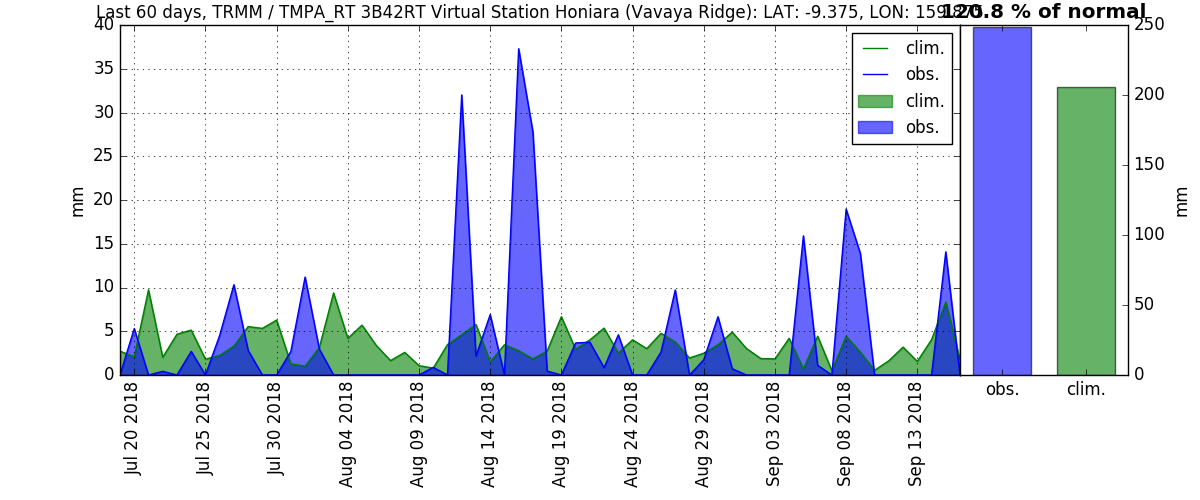 Last 60 days, TRMM / TMPA_RT 3B42RT Virtual Station Honiara (Vavaya Ridge): LAT: -9.375, LON: 159.875
120.8 % of normal
40
35
30
25
20
15
10
5
0
mm
clim.
obs.
clim.
obs.
250
200
150
100
50
0
mm
obs.
clim.
Jul 20 2018
Jul 25 2018
Jul 30 2018
Aug 04 2018
Aug 09 2018
Aug 14 2018
Aug 19 2018
Aug 24 2018
Aug 29 2018
Sep 03 2018
Sep 08 2018
Sep 13 2018